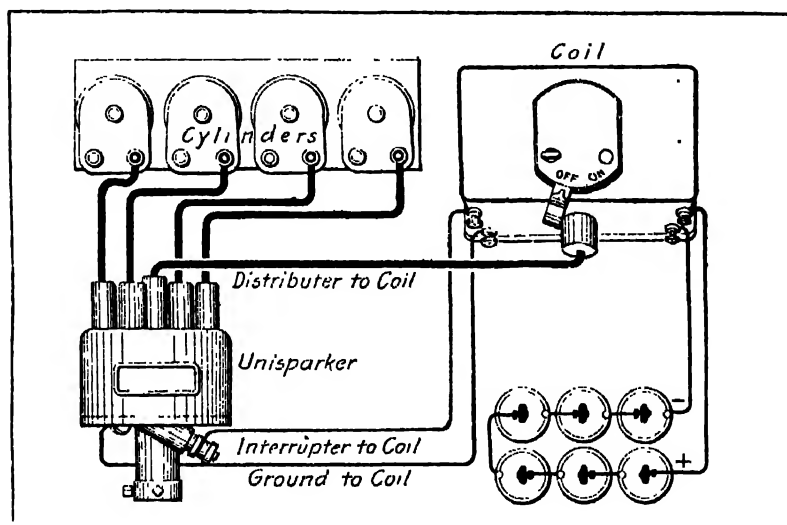 Coil
Cylinders
OFF ON
Distributer to Coil
Unisparker
Interrupter to Coil
Ground to Coil
-
+